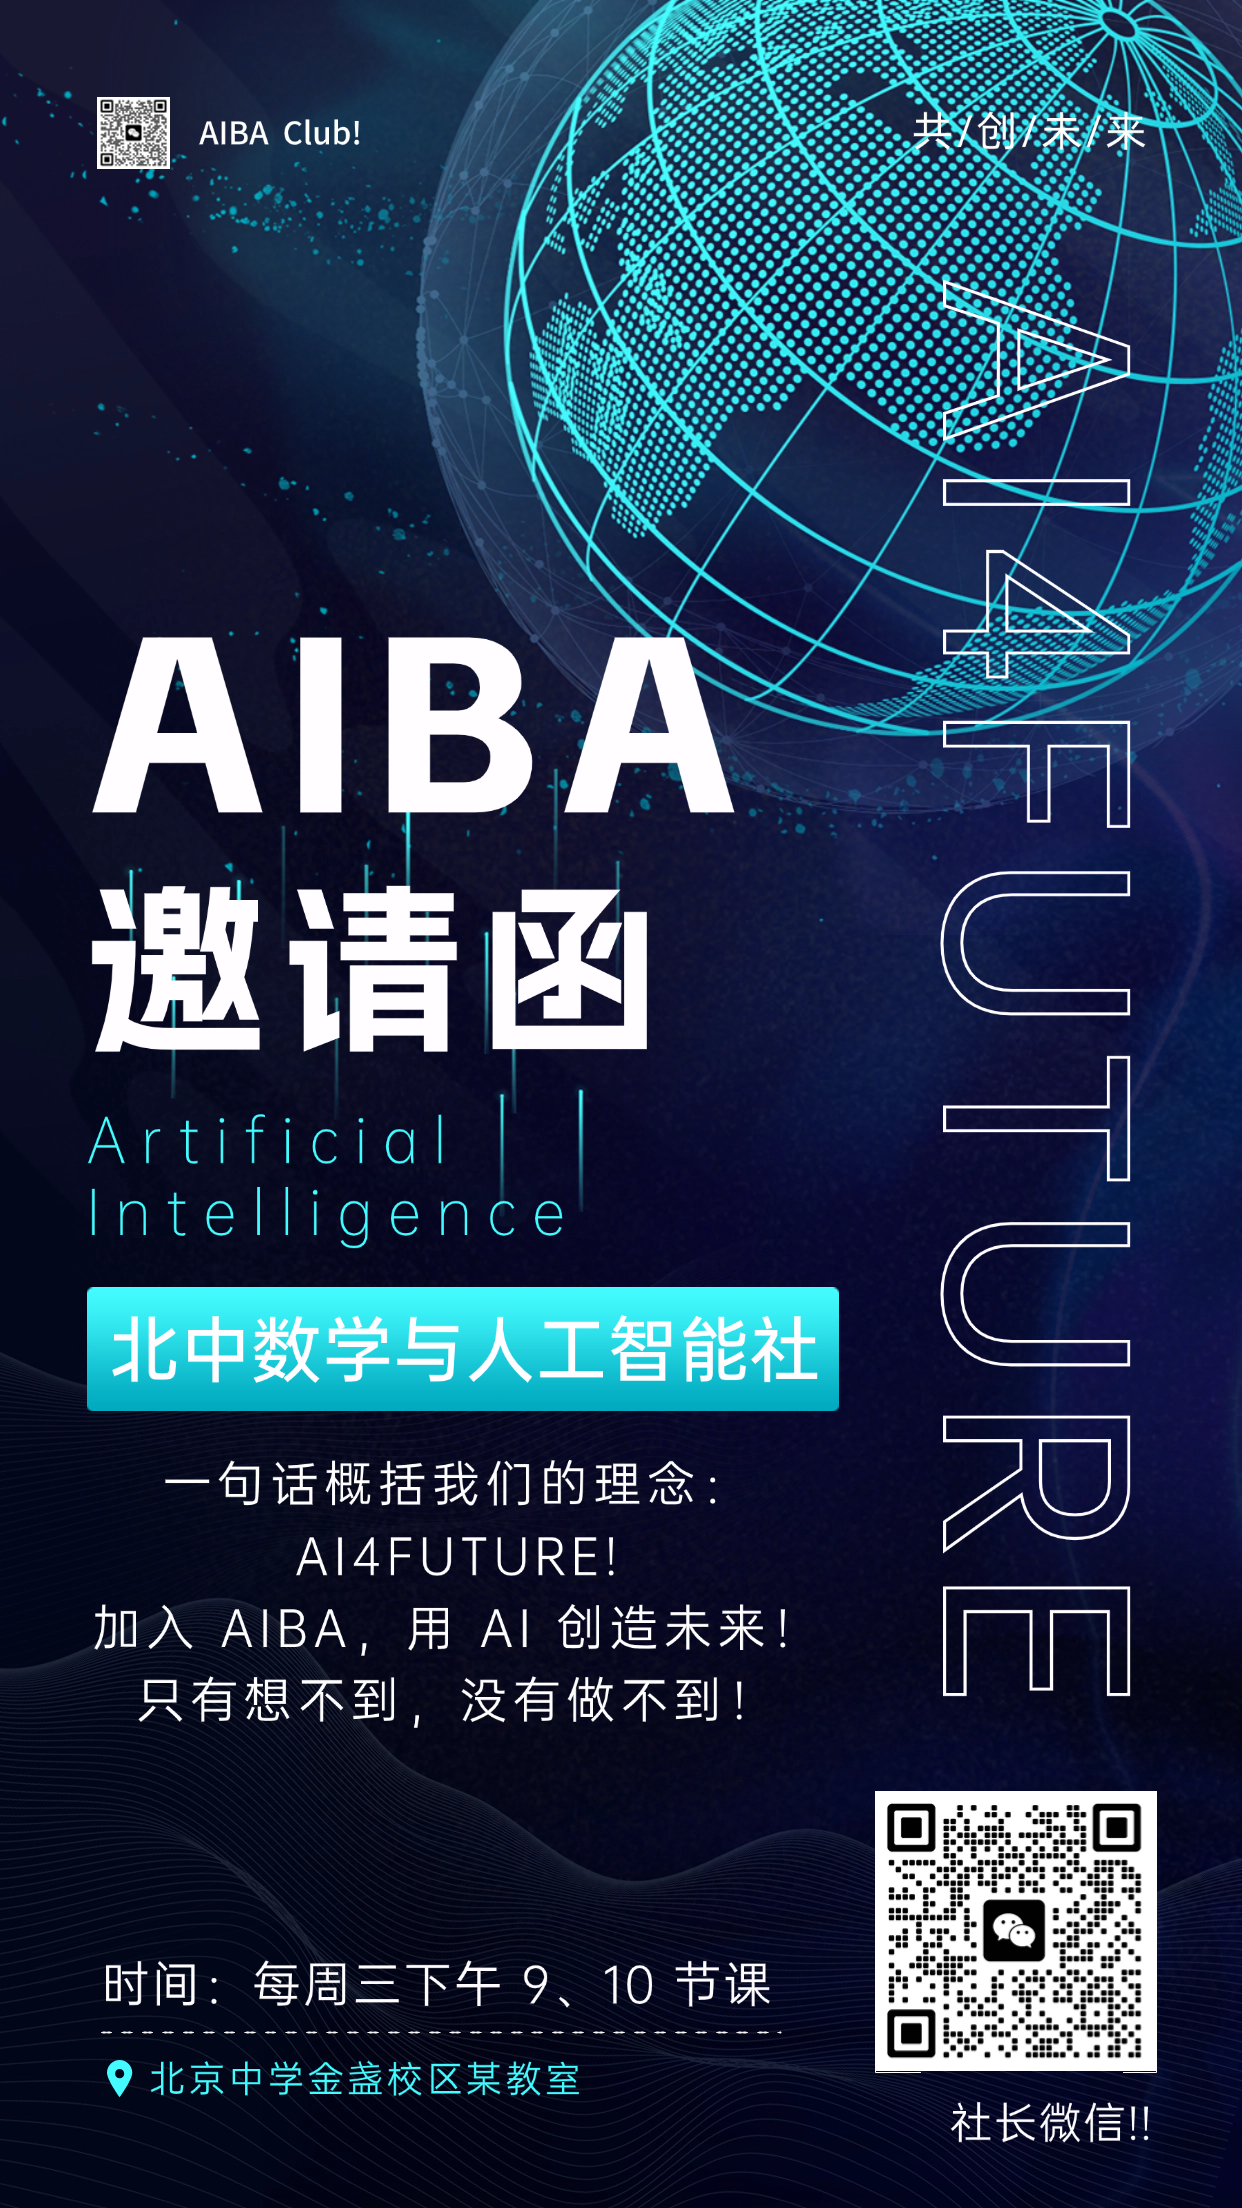 AIBA Club!
共/创/未/来
AI4FUTURE
AIBA
邀请函
Artificial
Intelligence
北中数学与人工智能社
一句话概括我们的理念：
AI4FUTURE!
加入 AIBA，用 AI 创造未来！
只有想不到，没有做不到！
时间：每周三下午 9、10 节课
北京中学金盏校区某教室
社长微信!!